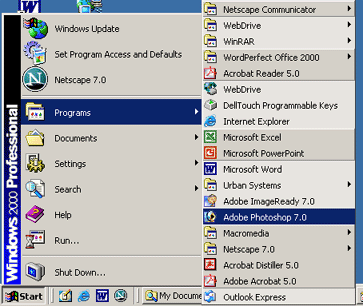 Windows Update
Set Program Access and Defaults
Netscape 7.0
Programs
Documents
Settings
Search
Help
Run...
Shut Down...
Windows 2000 Professional
Netscape Communicator
WebDrive
WinRAR
WordPerfect Office 2000
Acrobat Reader 5.0
WebDrive
DellTouch Programmable Keys
Internet Explorer
Microsoft Excel
Microsoft PowerPoint
Microsoft Word
Urban Systems
Adobe ImageReady 7.0
Adobe Photoshop 7.0
Macromedia
Netscape 7.0
Acrobat Distiller 5.0
Adobe Acrobat 5.0
Outlook Express
Start
My Docume